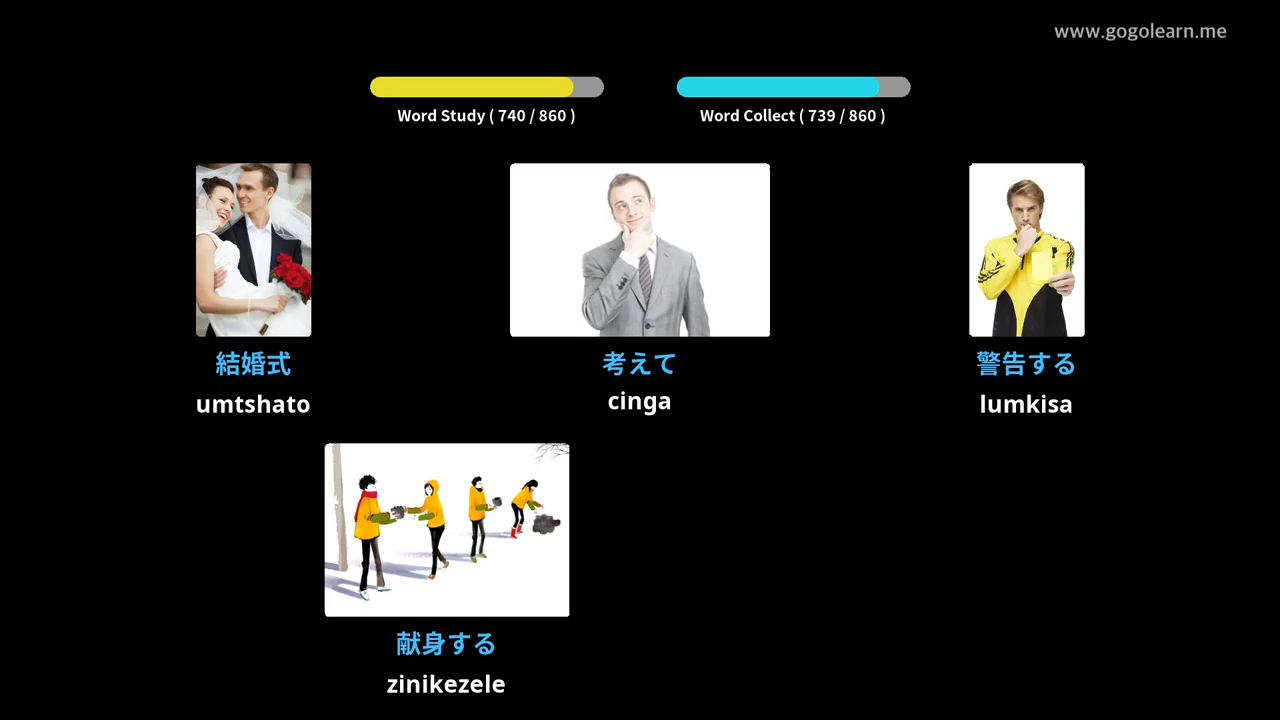 www.gogolearn.me
Word Study ( 740 / 860 )
Word Collect ( 739 / 860 )
結婚式
umtshato
考えて
cinga
警告する
lumkisa
献身する
zinikezele